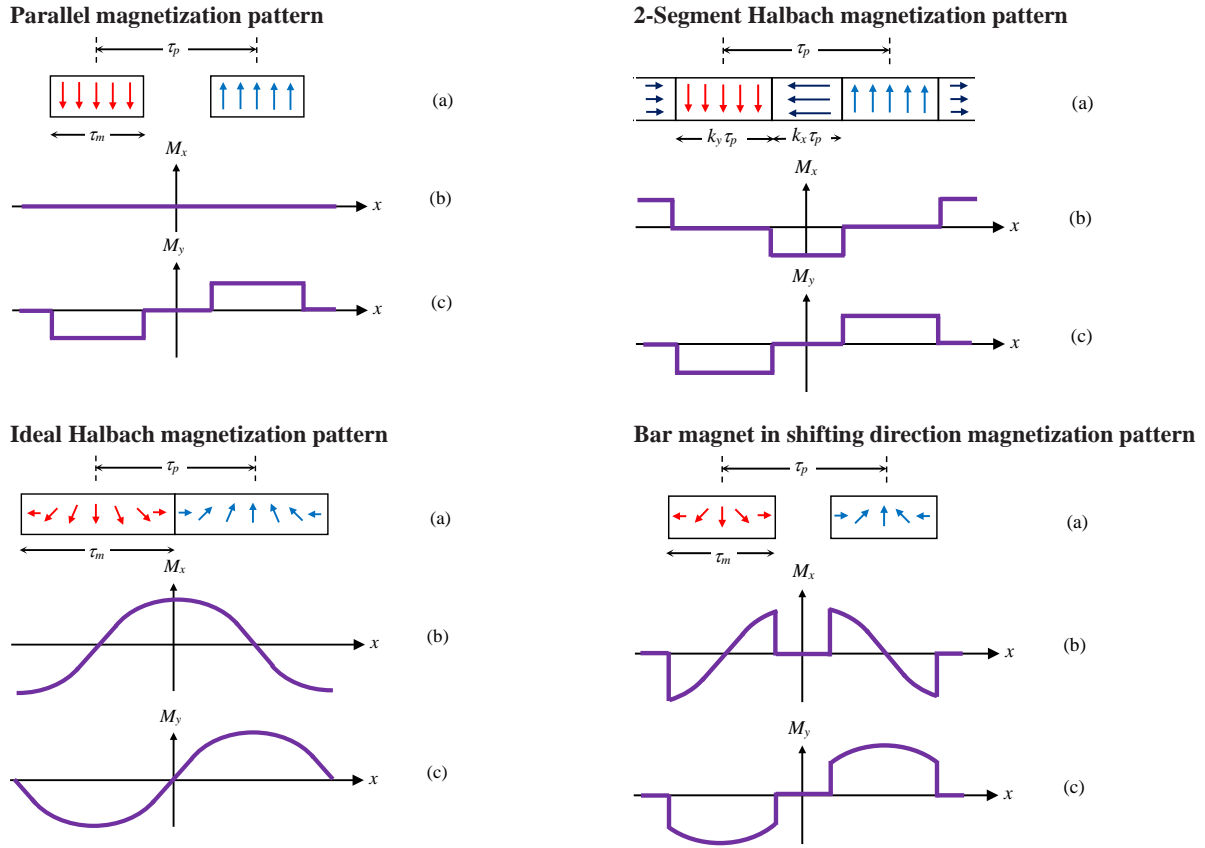 Parallel magnetization pattern
τp
(a)
τm
Mx
x
(b)
My
x
(c)
2-Segment Halbach magnetization pattern
τp
(a)
kyτp
kxτp
Mx
x
(b)
My
x
(c)
Ideal Halbach magnetization pattern
τp
(a)
τm
Mx
x
(b)
My
x
(c)
Bar magnet in shifting direction magnetization pattern
τp
(a)
τm
Mx
x
(b)
My
x
(c)